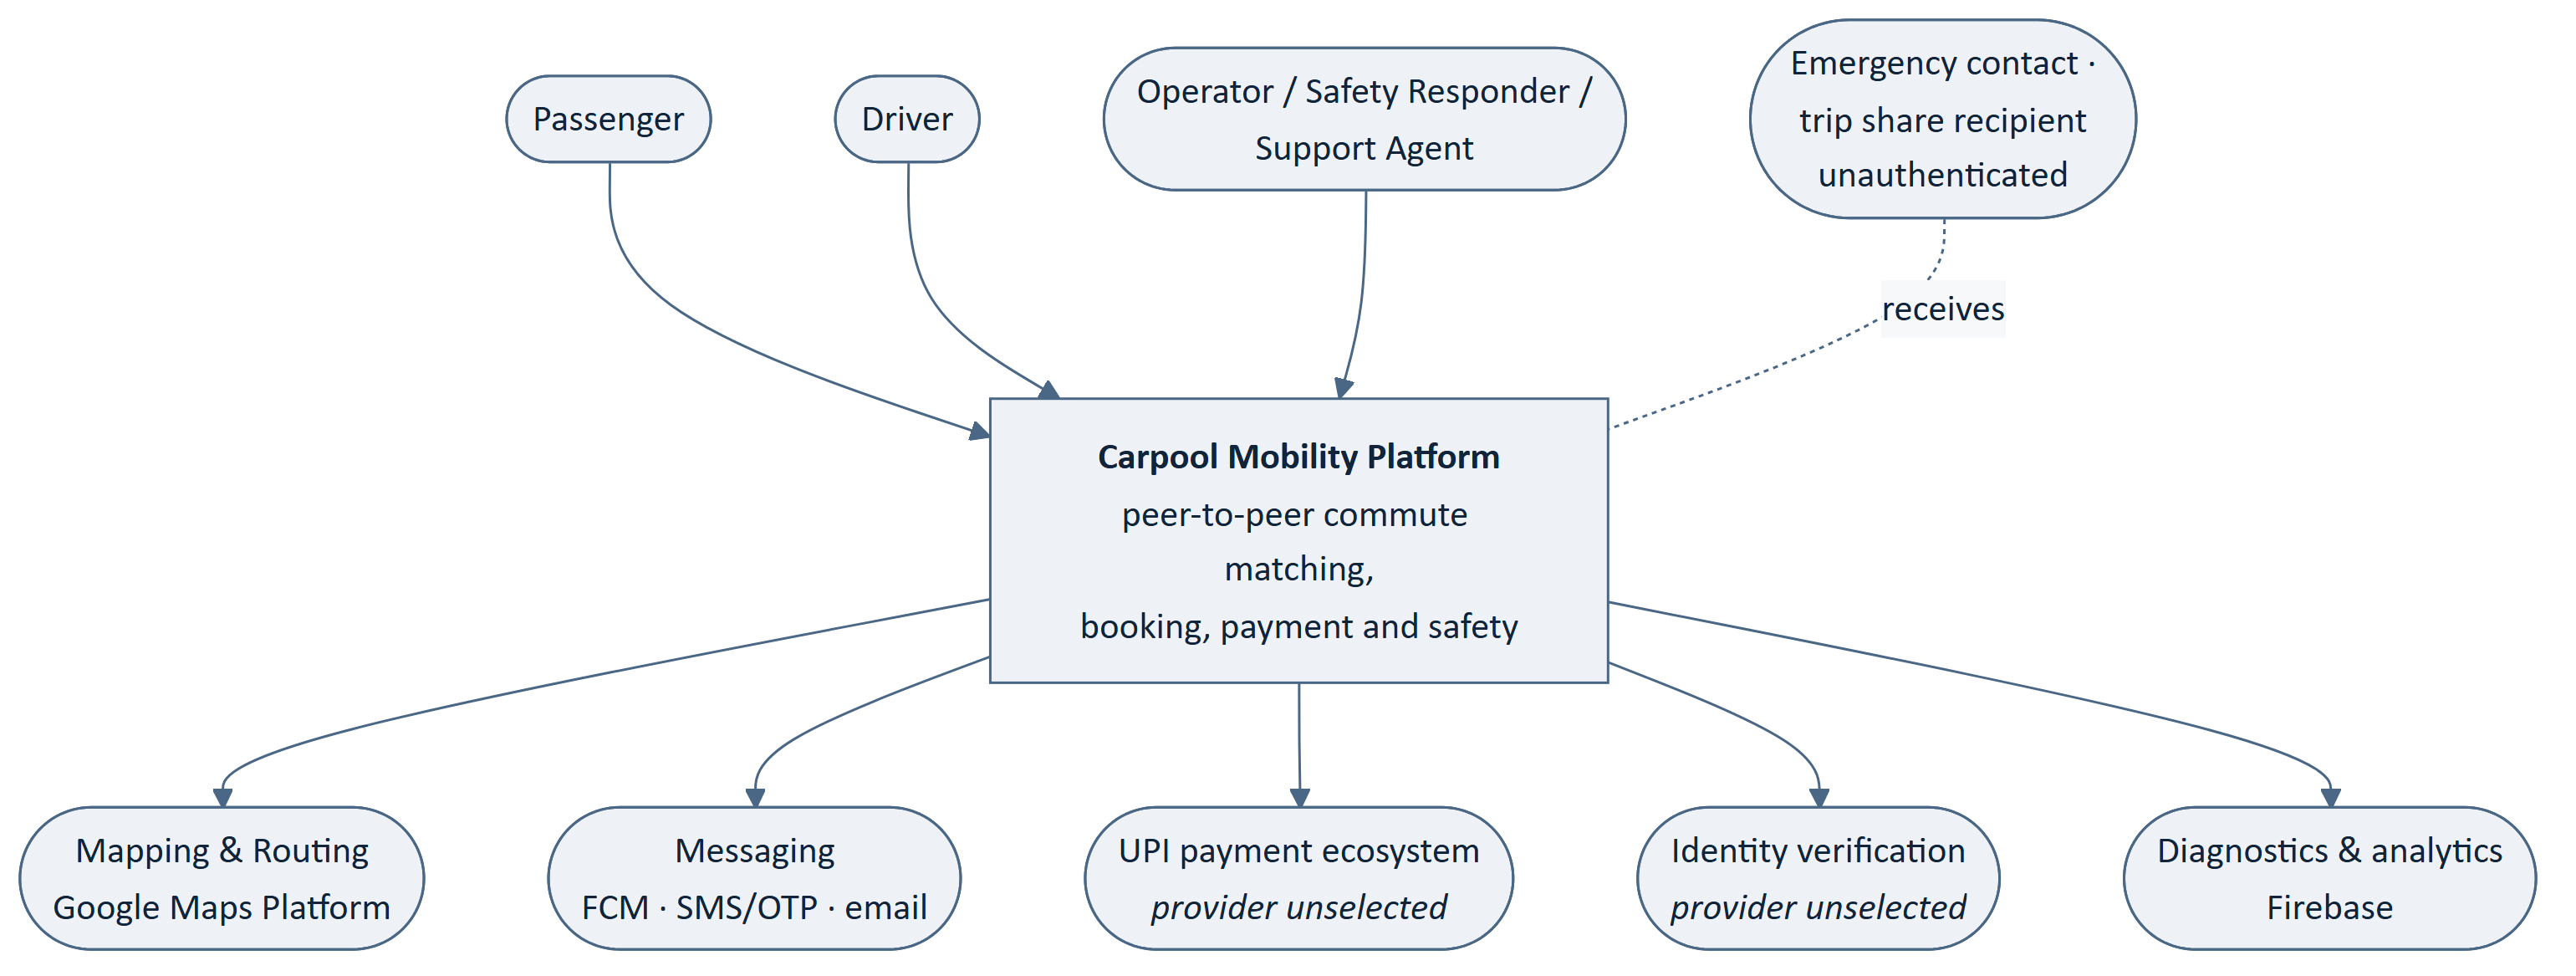 Passenger
Driver
Operator / Safety Responder /
Support Agent
Emergency contact ·
trip share recipient
unauthenticated
receives
Carpool Mobility Platform
peer-to-peer commute
matching,
booking, payment and safety
Mapping & Routing
Google Maps Platform
Messaging
FCM · SMS/OTP · email
UPI payment ecosystem
provider unselected
Identity verification
provider unselected
Diagnostics & analytics
Firebase